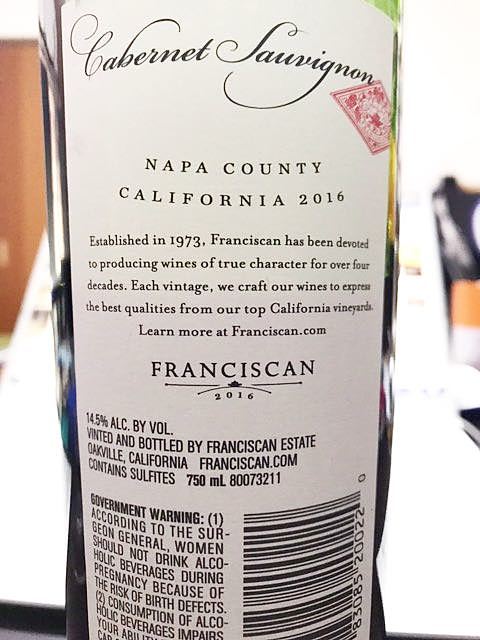 Cabernet Sauvignon
NAPA COUNTY
CALIFORNIA 2016
Established in 1973, Franciscan has been devoted
to producing wines of true character for over four
decades. Each vintage, we craft our wines to express
the best qualities from our top California vineyards.
Learn more at Franciscan.com
FRANCISCAN
2016
14.5% ALC. BY VOL.
VINTED AND BOTTLED BY FRANCISCAN ESTATE
OAKVILLE, CALIFORNIA FRANCISCAN.COM
CONTAINS SULFITES 750 mL 80073211
GOVERNMENT WARNING: (1)
ACCORDING TO THE SUR-
GEON GENERAL, WOMEN
SHOULD NOT DRINK ALCO-
HOLIC BEVERAGES DURING
PREGNANCY BECAUSE OF
THE RISK OF BIRTH DEFECTS.
(2) CONSUMPTION OF ALCO-
HOLIC BEVERAGES IMPAIRS
YOUR ABILITY
85085 20022 0